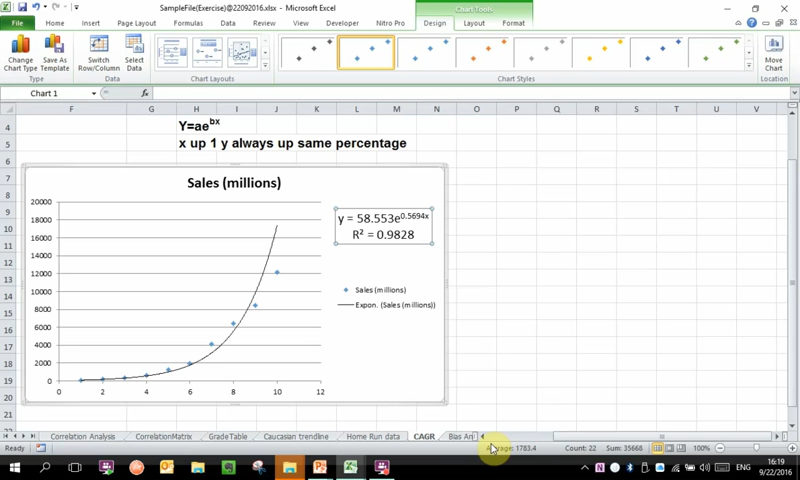 SampleFile(Exercise)@22092016.xlsx - Microsoft Excel
Chart Tools
File Home Insert Page Layout Formulas Data Review View Developer Nitro Pro Design Layout Format
Change Chart Type
Save As Template
Switch Row/Column
Select Data
Move Chart
Type Data Chart Layouts Chart Styles Location
Chart 1 fx
F G H I J K L M N O P Q R S T U V
4
Y=ae^bx
5
x up 1 y always up same percentage
6
7
8
9
10
11
12
13
14
15
16
17
18
19
20
21
22
Sales (millions)
20000
18000
16000
14000
12000
10000
8000
6000
4000
2000
0
0 2 4 6 8 10 12
y = 58.553e^0.5694x
R² = 0.9828
Sales (millions)
Expon. (Sales (millions))
Correlation Analysis CorrelationMatrix GradeTable Caucasian trendline Home Run data CAGR Bias An
Ready
Average: 1783.4 Count: 22 Sum: 35668 100%
ENG
16:19
9/22/2016